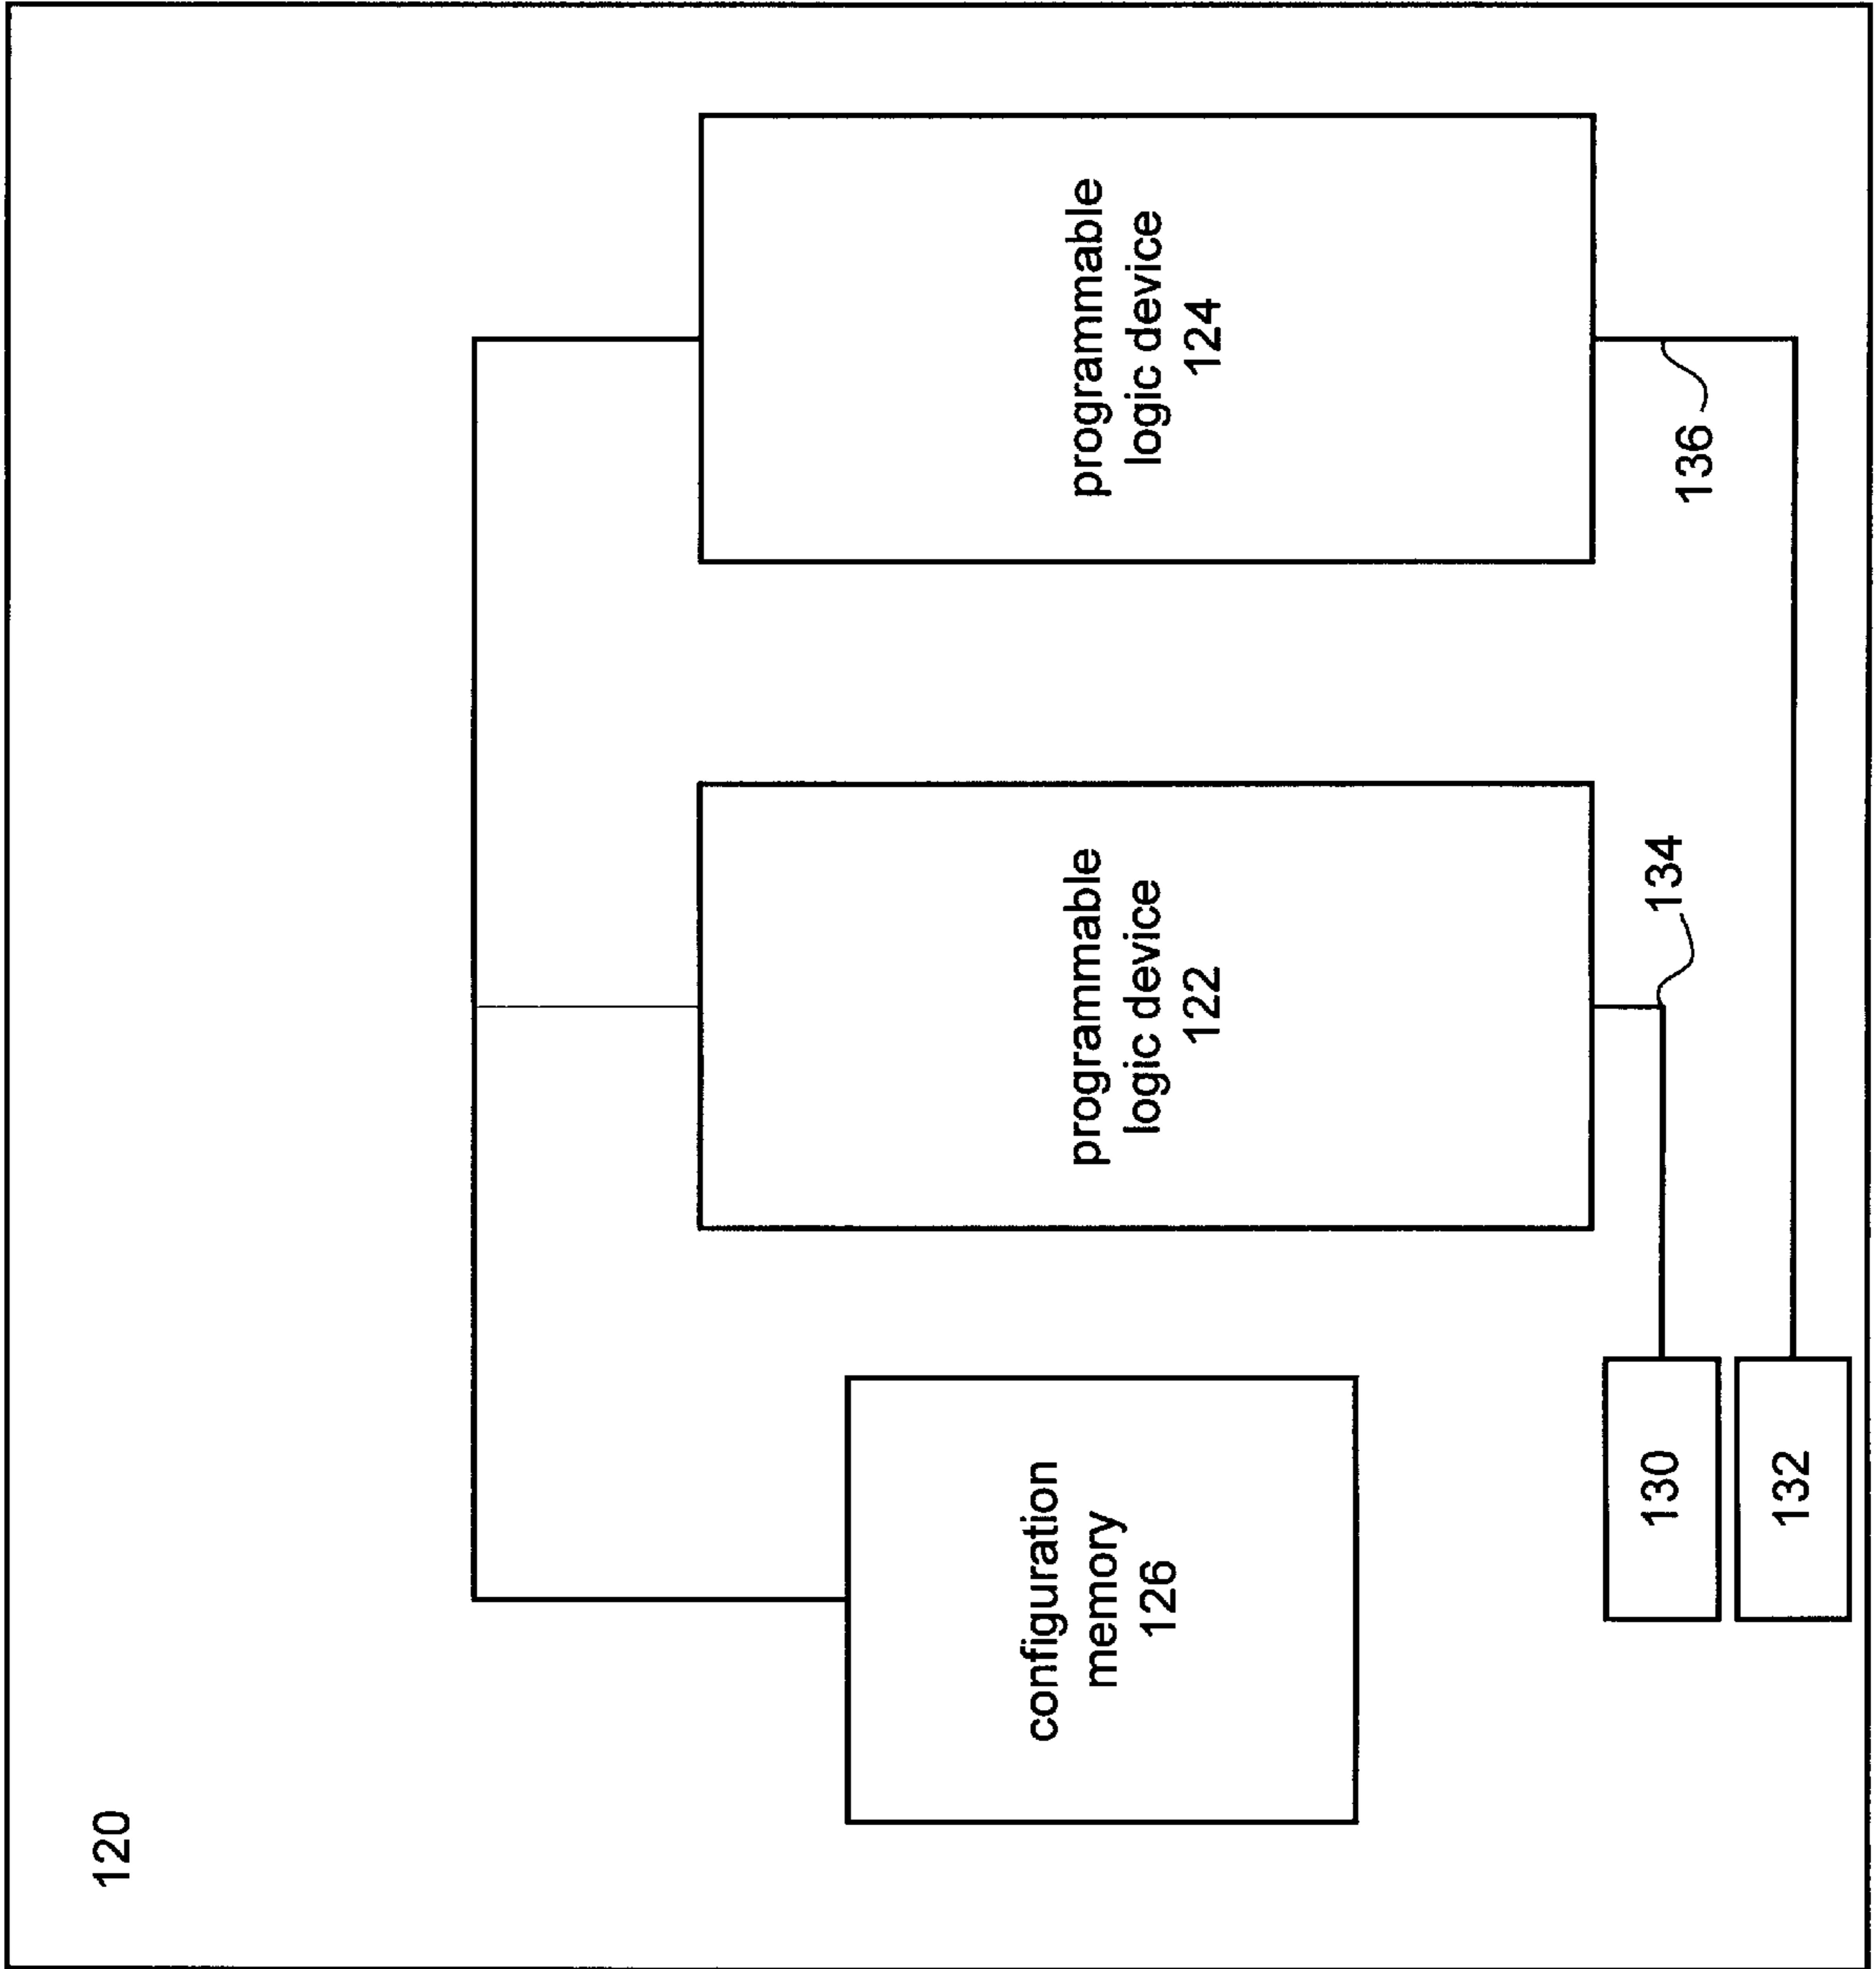 120
configuration
memory
126
programmable
logic device
122
programmable
logic device
124
130
132
134
136